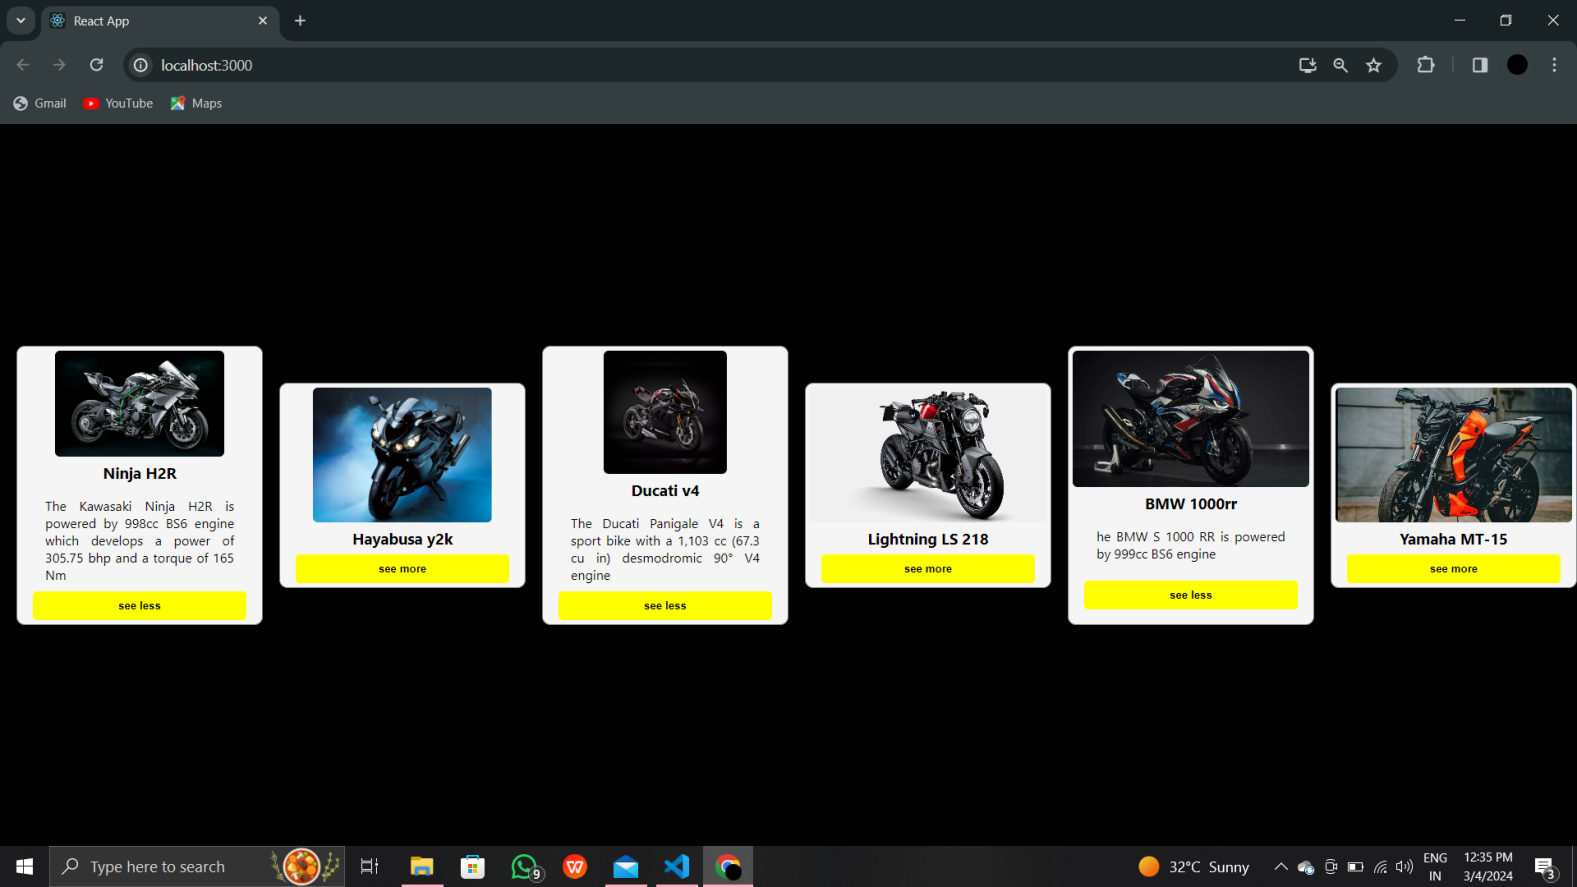 React App
localhost:3000
Gmail
YouTube
Maps
Ninja H2R
The Kawasaki Ninja H2R is
powered by 998cc BS6 engine
which develops a power of
305.75 bhp and a torque of 165
Nm
see less
Hayabusa y2k
see more
Ducati v4
The Ducati Panigale V4 is a
sport bike with a 1,103 cc (67.3
cu in) desmodromic 90° V4
engine
see less
Lightning LS 218
see more
BMW 1000rr
he BMW S 1000 RR is powered
by 999cc BS6 engine
see less
Yamaha MT-15
see more
Type here to search
9
W
32°C Sunny
ENG
IN
12:35 PM
3/4/2024
3